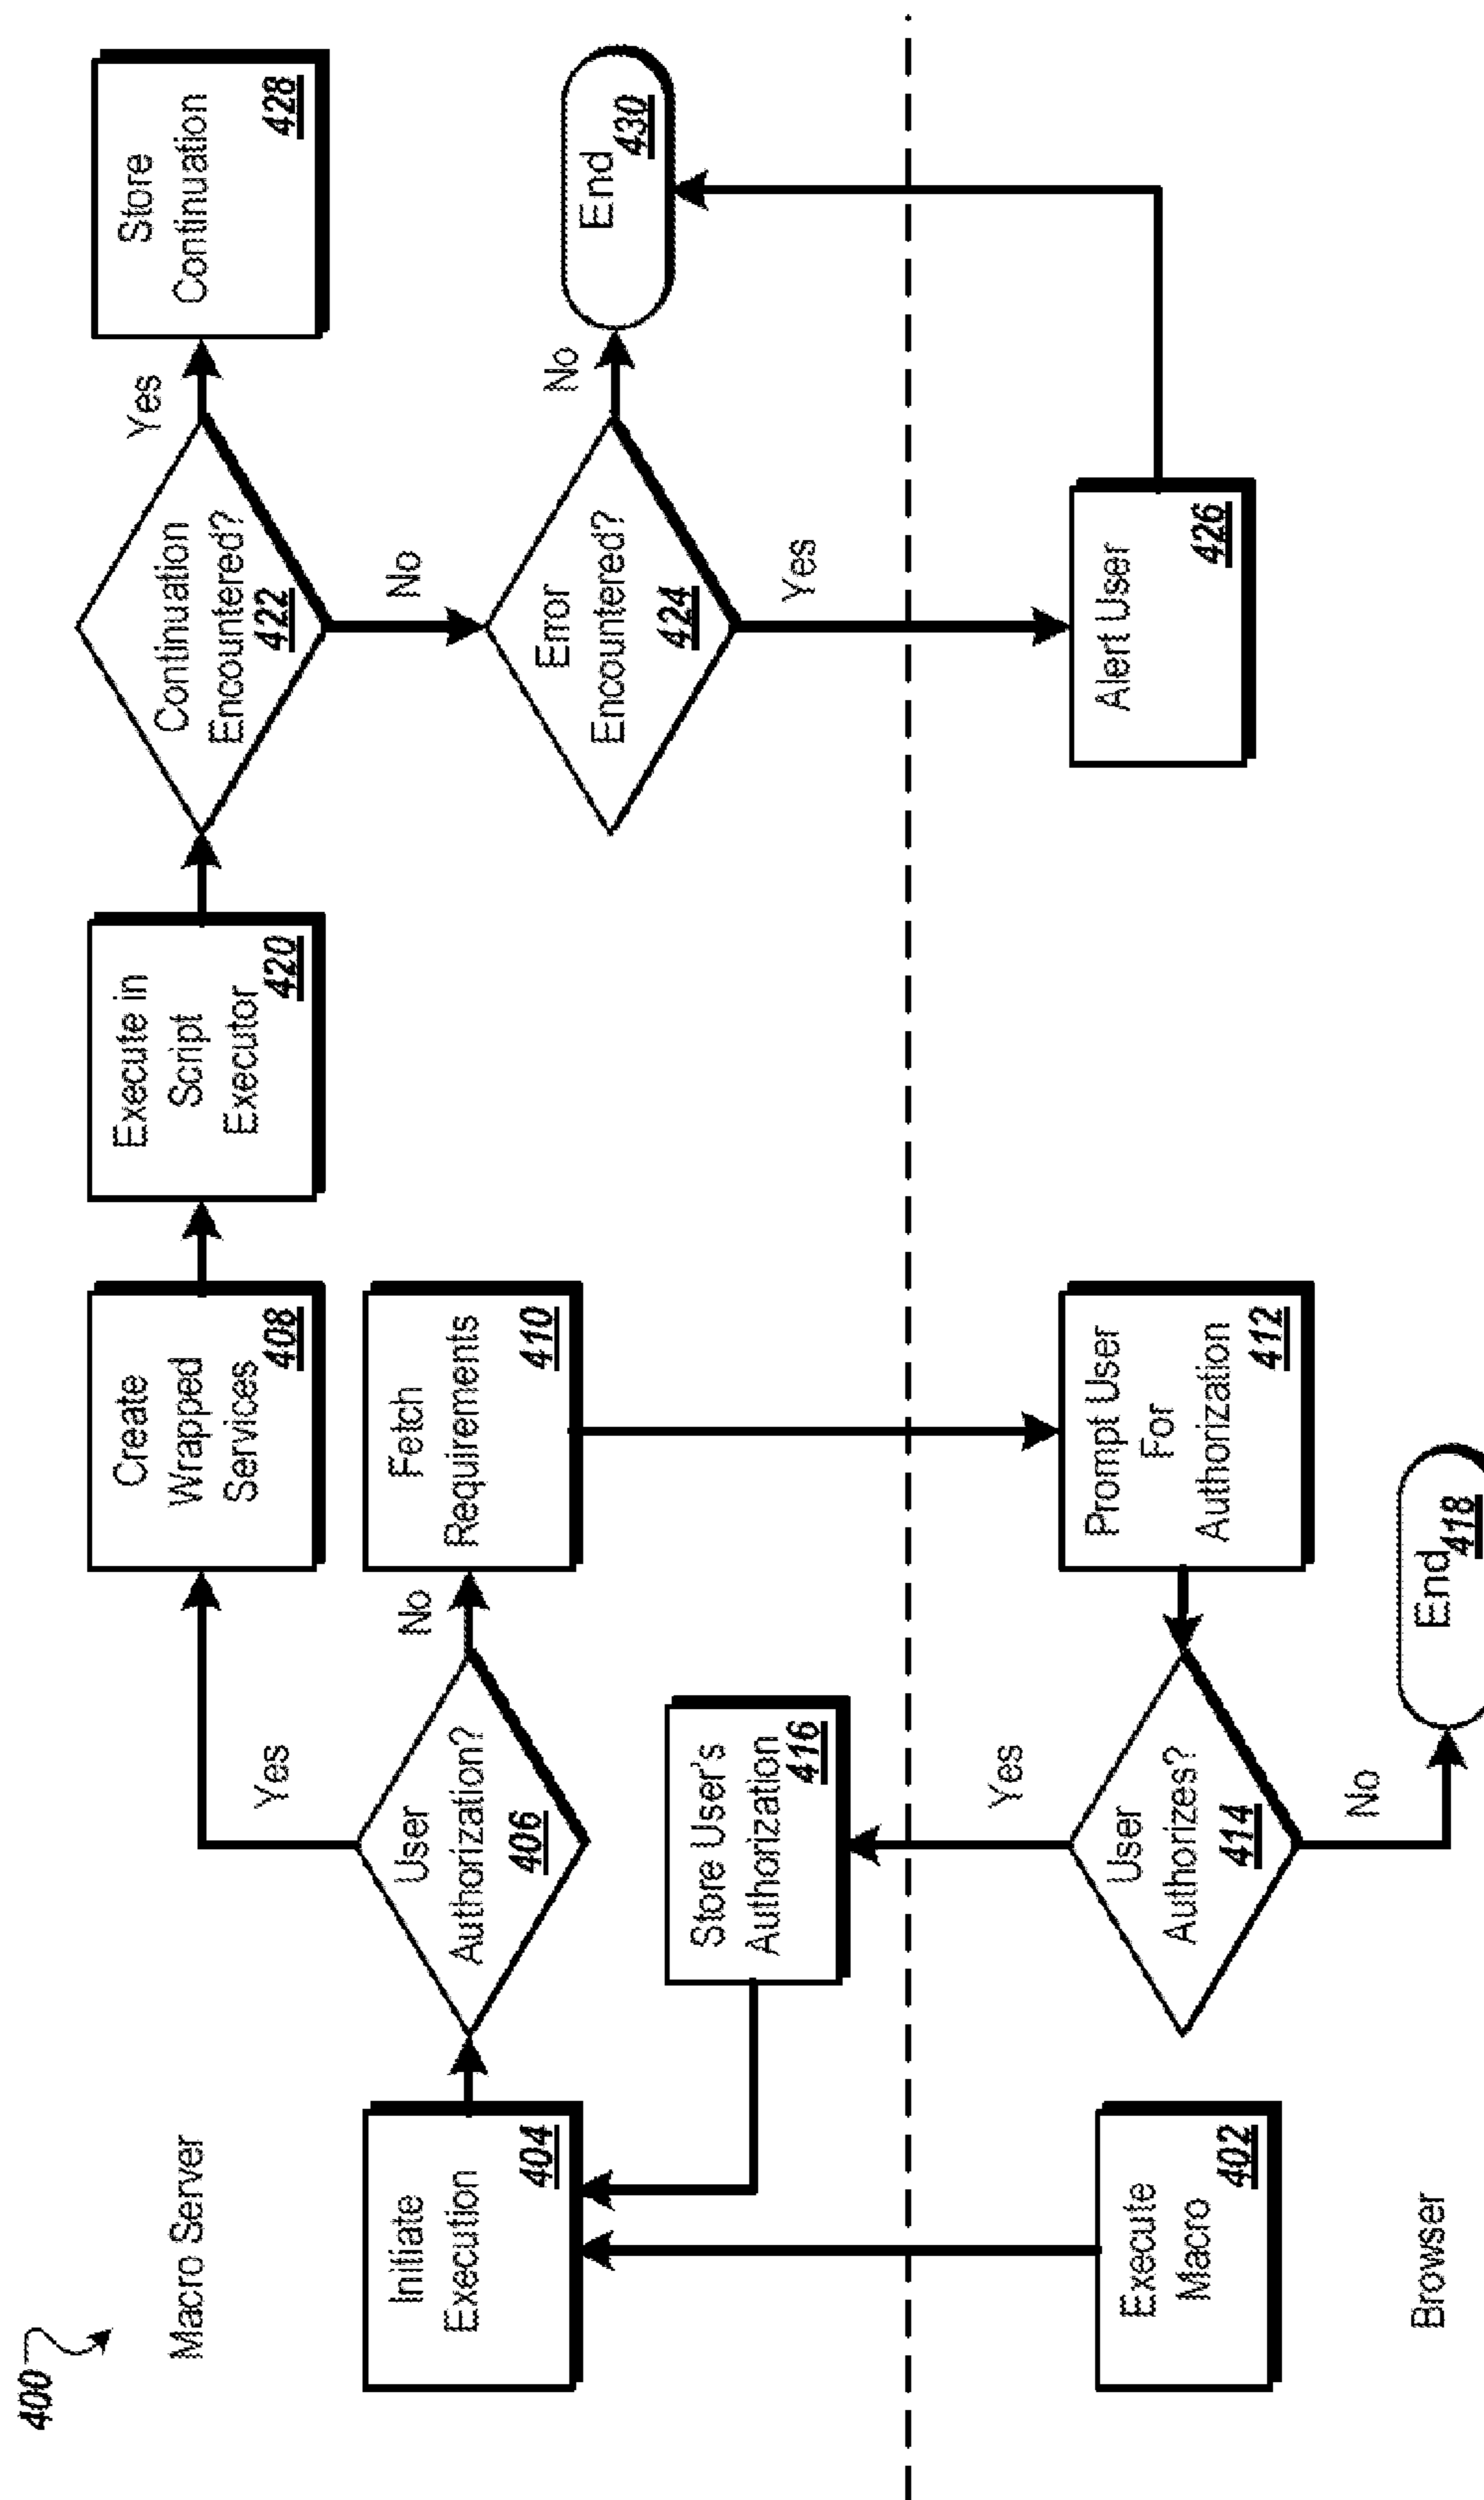 400
Macro Server
Create
Wrapped
Services
408
Execute in
Script
Executor
420
Continuation
Encountered?
422
Yes
Store
Continuation
428
Yes
No
Initiate
Execution
404
User
Authorization?
406
No
Fetch
Requirements
410
Error
Encountered?
424
No
End
430
Store User's
Authorization
416
Yes
Yes
Execute
Macro
402
User
Authorizes?
414
Prompt User
For
Authorization
412
Alert User
426
No
End
418
Browser